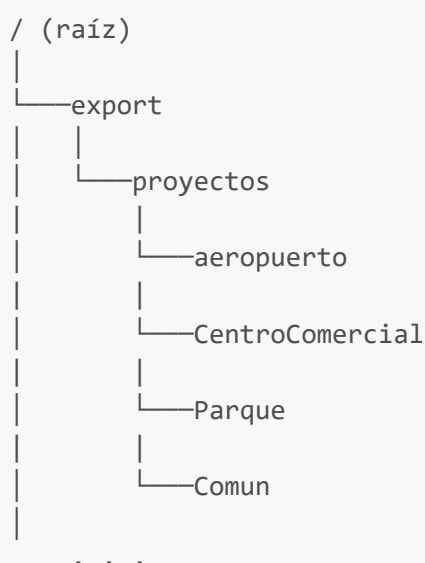 / (raíz)
│
└───export
│   │
│   └───proyectos
│       │
│       └───aeropuerto
│       │
│       └───CentroComercial
│       │
│       └───Parque
│       │
│       └───Comun
│